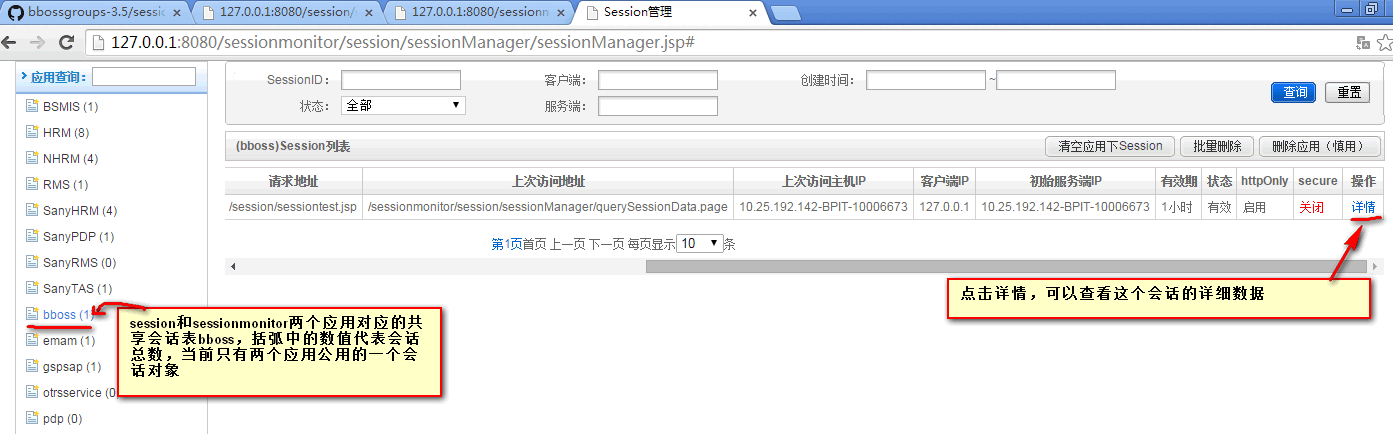 bbossgroups-3.5/sessi
127.0.0.1:8080/session/
127.0.0.1:8080/sessionn
Session管理
127.0.0.1:8080/sessionmonitor/session/sessionManager/sessionManager.jsp#
应用查询:
BSMIS (1)
HRM (8)
NHRM (4)
RMS (1)
SanyHRM (4)
SanyPDP (1)
SanyRMS (0)
SanyTAS (1)
bboss (1)
emam (1)
gspsap (1)
otrsservice (0
pdp (0)
SessionID: 客户端: 创建时间: ~
状态: 全部 服务端: 查询 重置
(bboss)Session列表 清空应用下Session 批量删除 删除应用（慎用）
请求地址 上次访问地址 上次访问主机IP 客户端IP 初始服务端IP 有效期 状态 httpOnly secure 操作
/session/sessiontest.jsp /sessionmonitor/session/sessionManager/querySessionData.page 10.25.192.142-BPIT-10006673 127.0.0.1 10.25.192.142-BPIT-10006673 1小时 有效 启用 关闭 详情
第1页首页 上一页 下一页 每页显示 10 条
点击详情，可以查看这个会话的详细数据
session和sessionmonitor两个应用对应的共
享会话表bboss，括弧中的数值代表会话
总数，当前只有两个应用公用的一个会
话对象